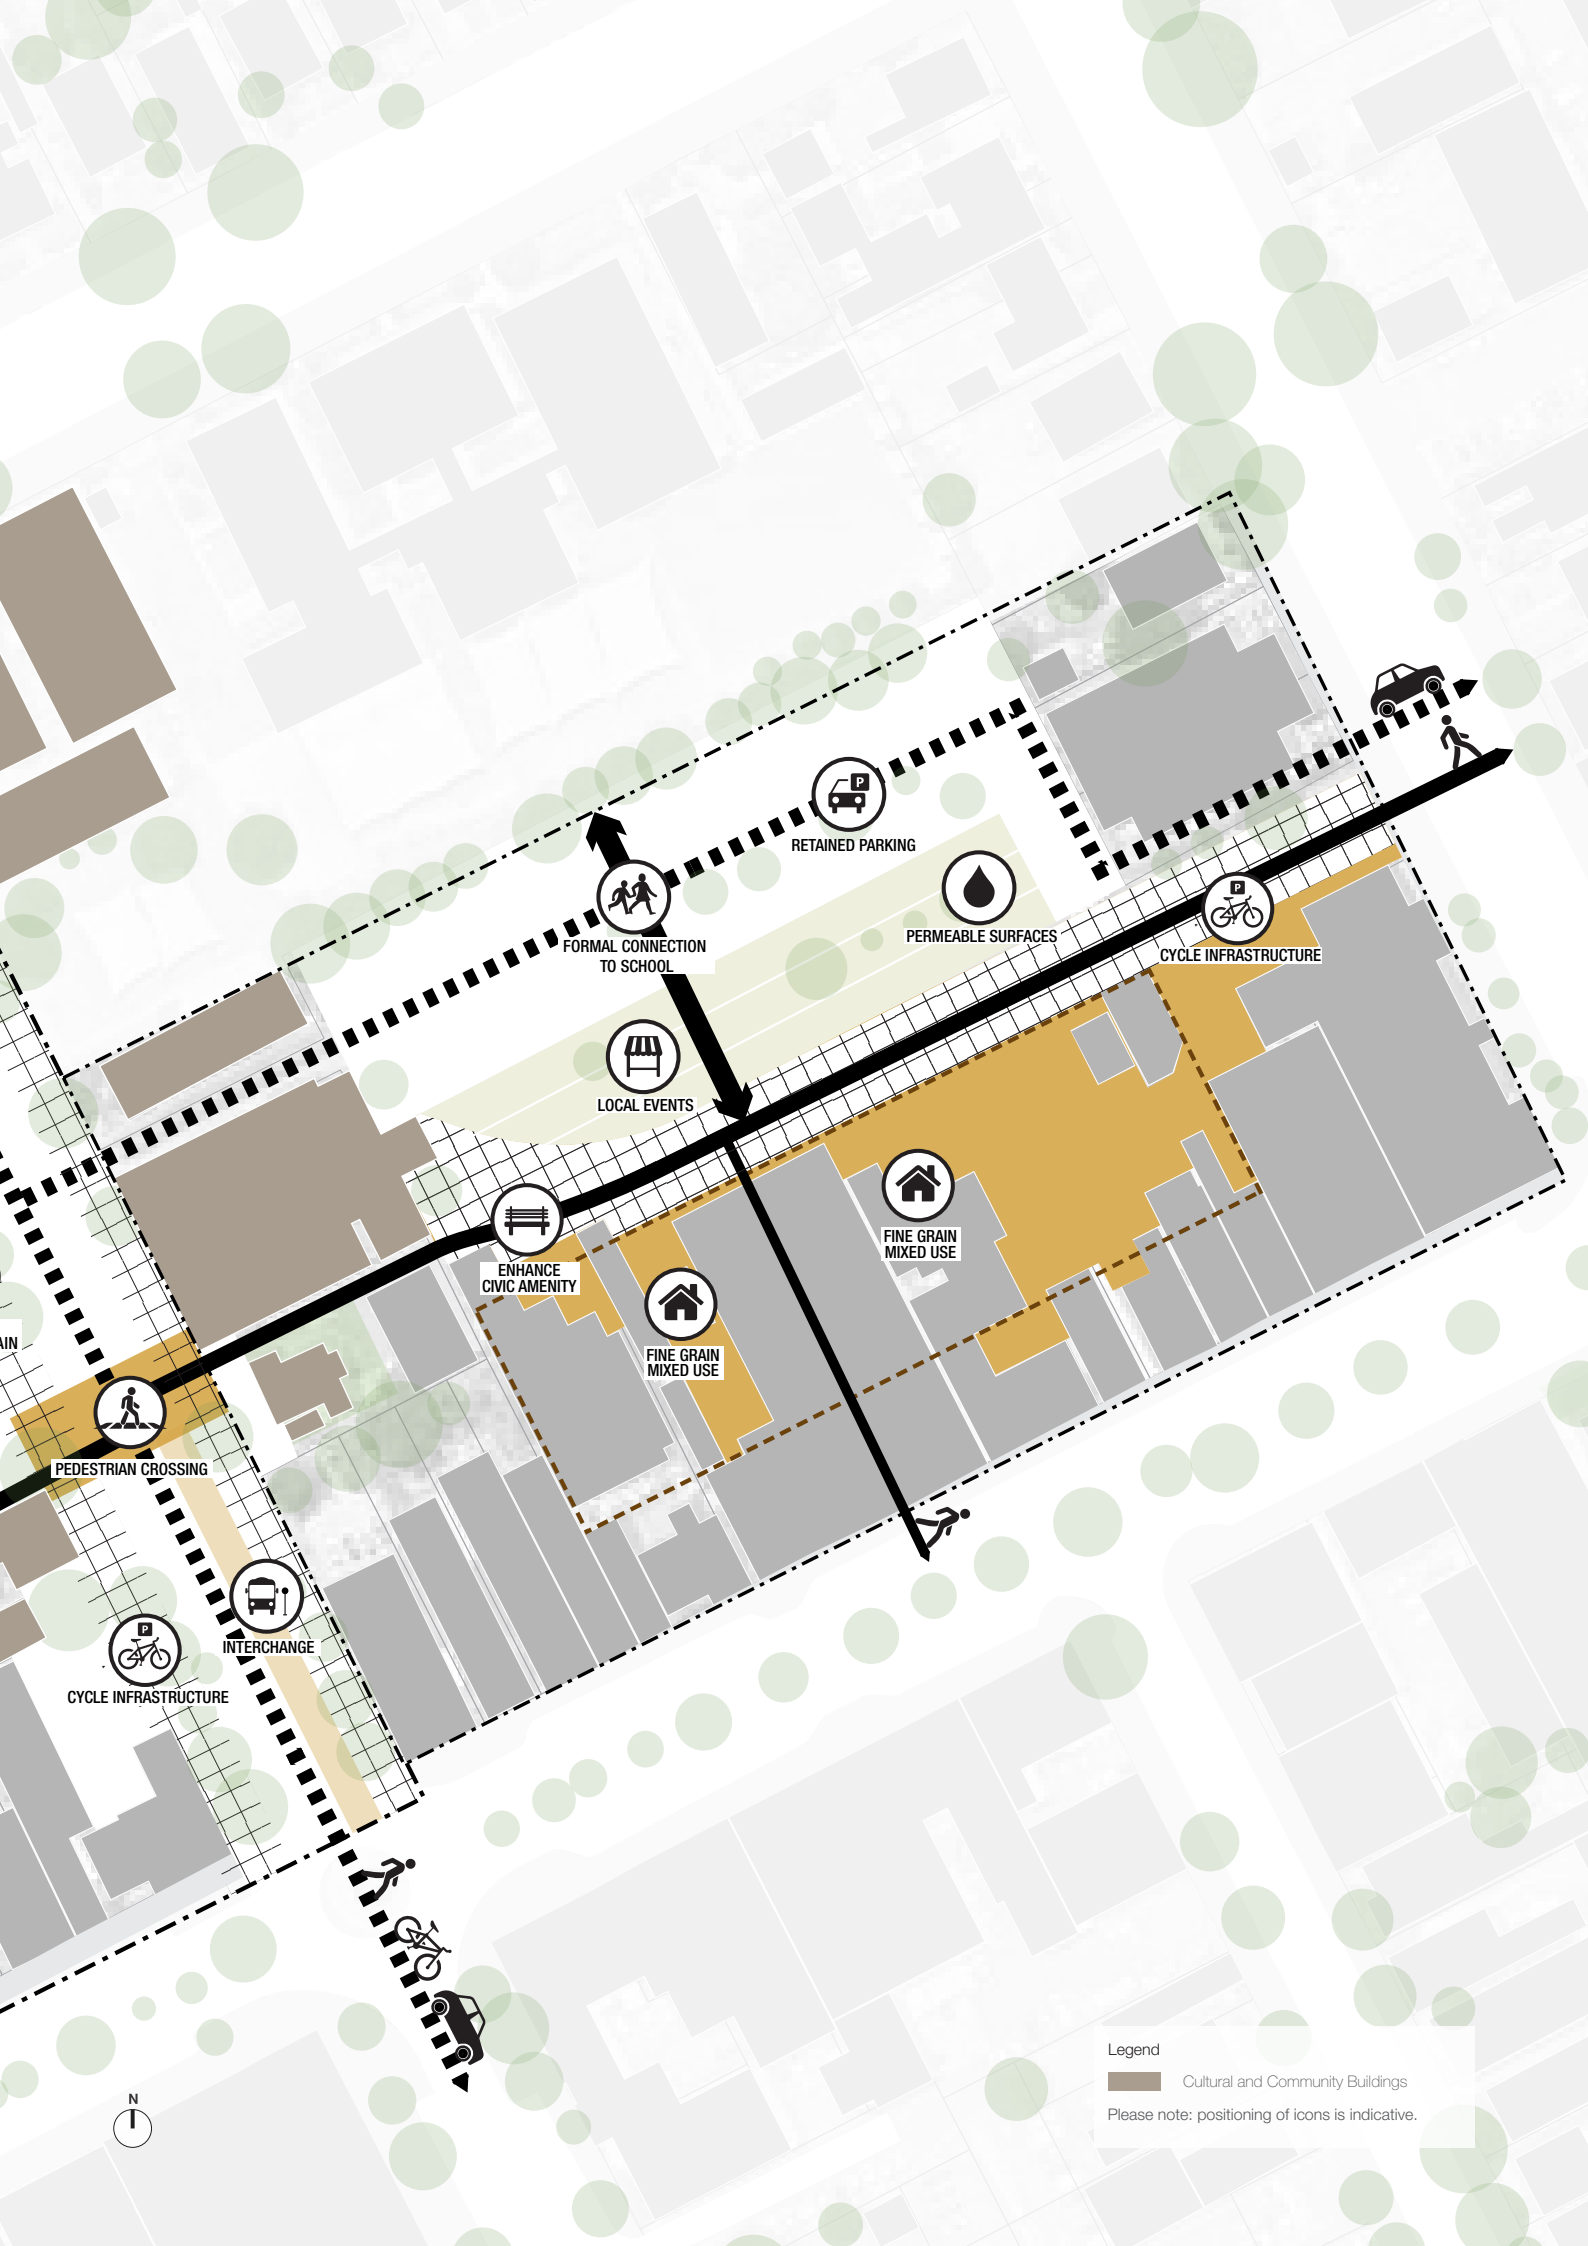 RETAINED PARKING
PERMEABLE SURFACES
FORMAL CONNECTION
TO SCHOOL
P
CYCLE INFRASTRUCTURE
LOCAL EVENTS
FINE GRAIN
MIXED USE
ENHANCE
CIVIC AMENITY
FINE GRAIN
MIXED USE
AIN
PEDESTRIAN CROSSING
INTERCHANGE
P
CYCLE INFRASTRUCTURE
P
Legend
Cultural and Community Buildings
Please note: positioning of icons is indicative.
N